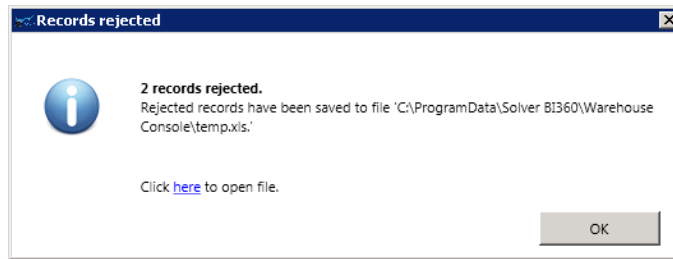 Records rejected
2 records rejected.
Rejected records have been saved to file 'C:\ProgramData\Solver BI360\Warehouse
Console\temp.xls.'
Click here to open file.
OK